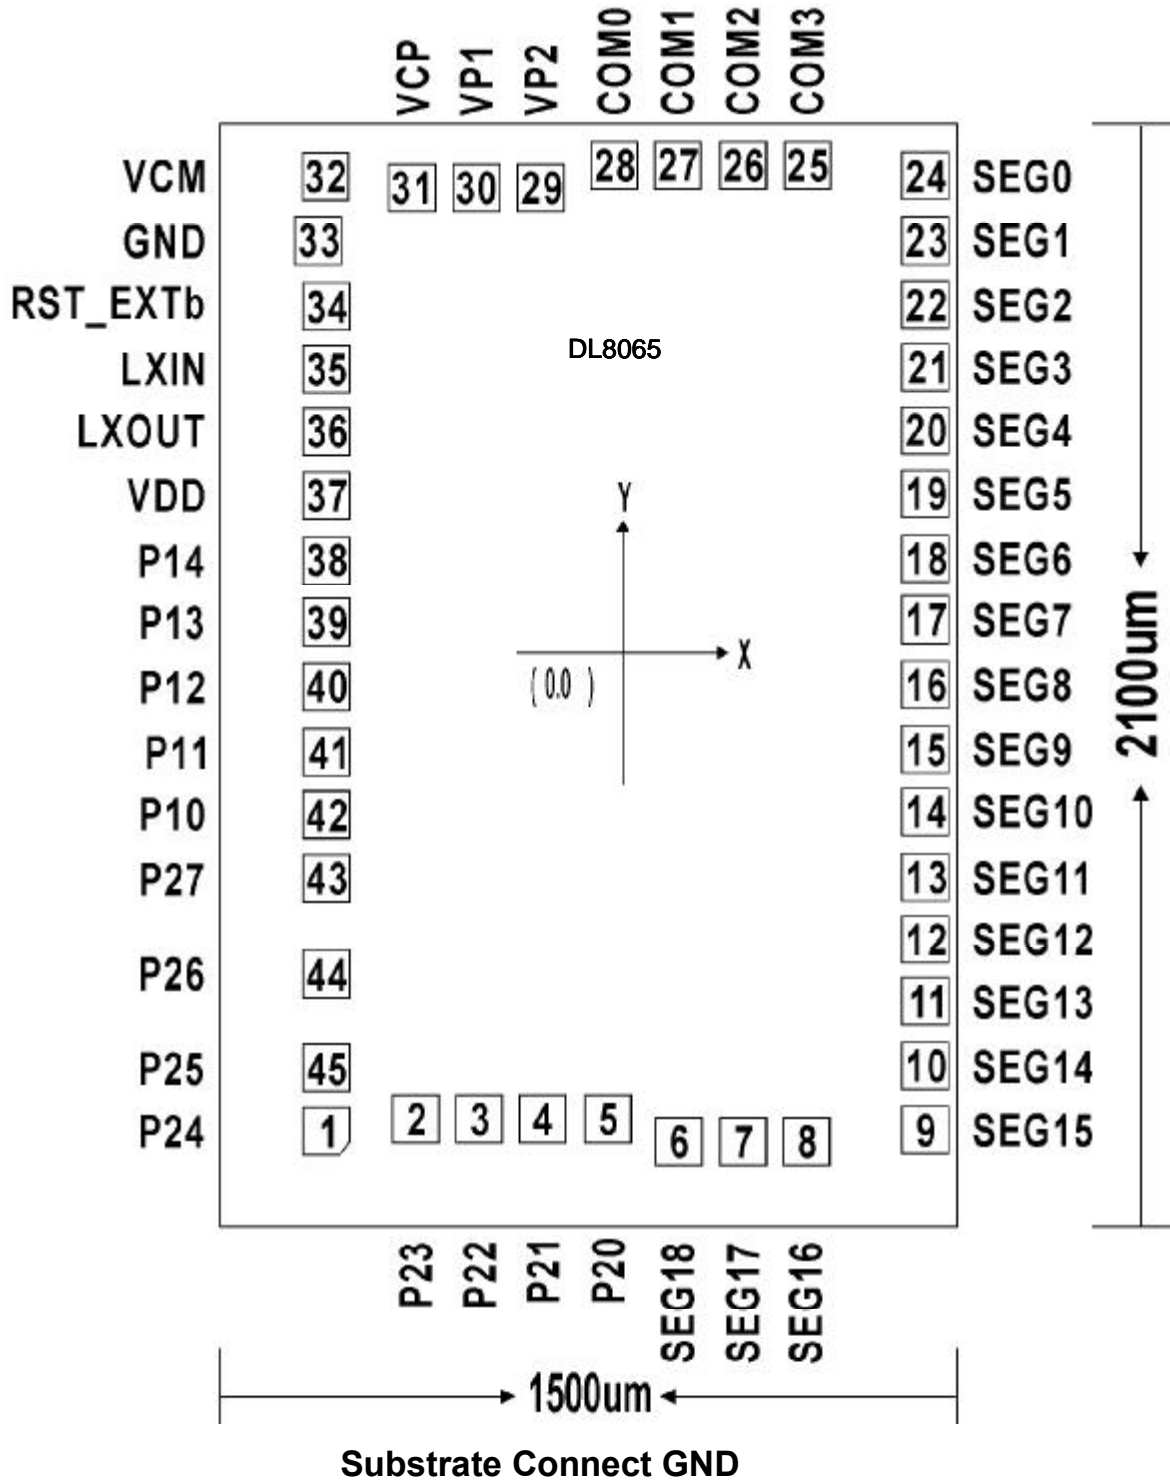 VCP VP1 VP2 COM0 COM1 COM2 COM3
31 30 29 28 27 26 25
VCM 32 24 SEG0
GND 33 23 SEG1
RST_EXTb 34 22 SEG2
DL8065
LXIN 35 21 SEG3
LXOUT 36 20 SEG4
VDD 37 19 SEG5
Y
P14 38 18 SEG6
P13 39 17 SEG7
X
P12 40 16 SEG8
( 0.0 )
2100um
P11 41 15 SEG9
P10 42 14 SEG10
P27 43 13 SEG11
12 SEG12
P26 44
11 SEG13
P25 45 10 SEG14
P24 1 9 SEG15
2 3 4 5 6 7 8
P23 P22 P21 P20 SEG18 SEG17 SEG16
1500um
Substrate Connect GND